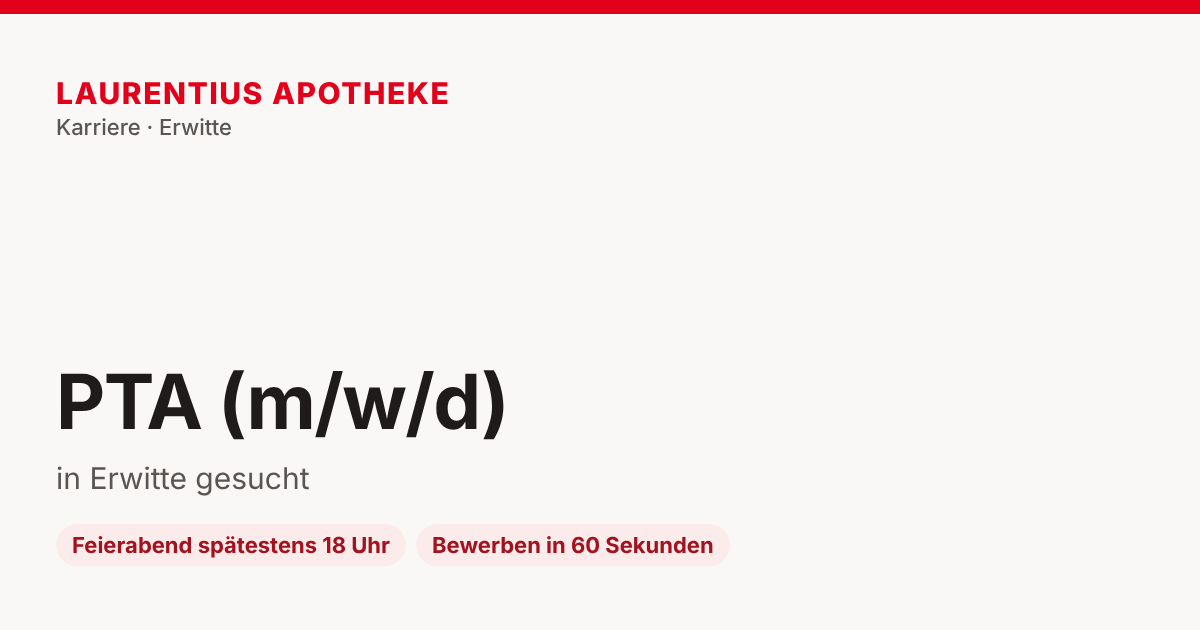 LAURENTIUS APOTHEKE
Karriere · Erwitte
PTA (m/w/d)
in Erwitte gesucht
Feierabend spätestens 18 Uhr
Bewerben in 60 Sekunden